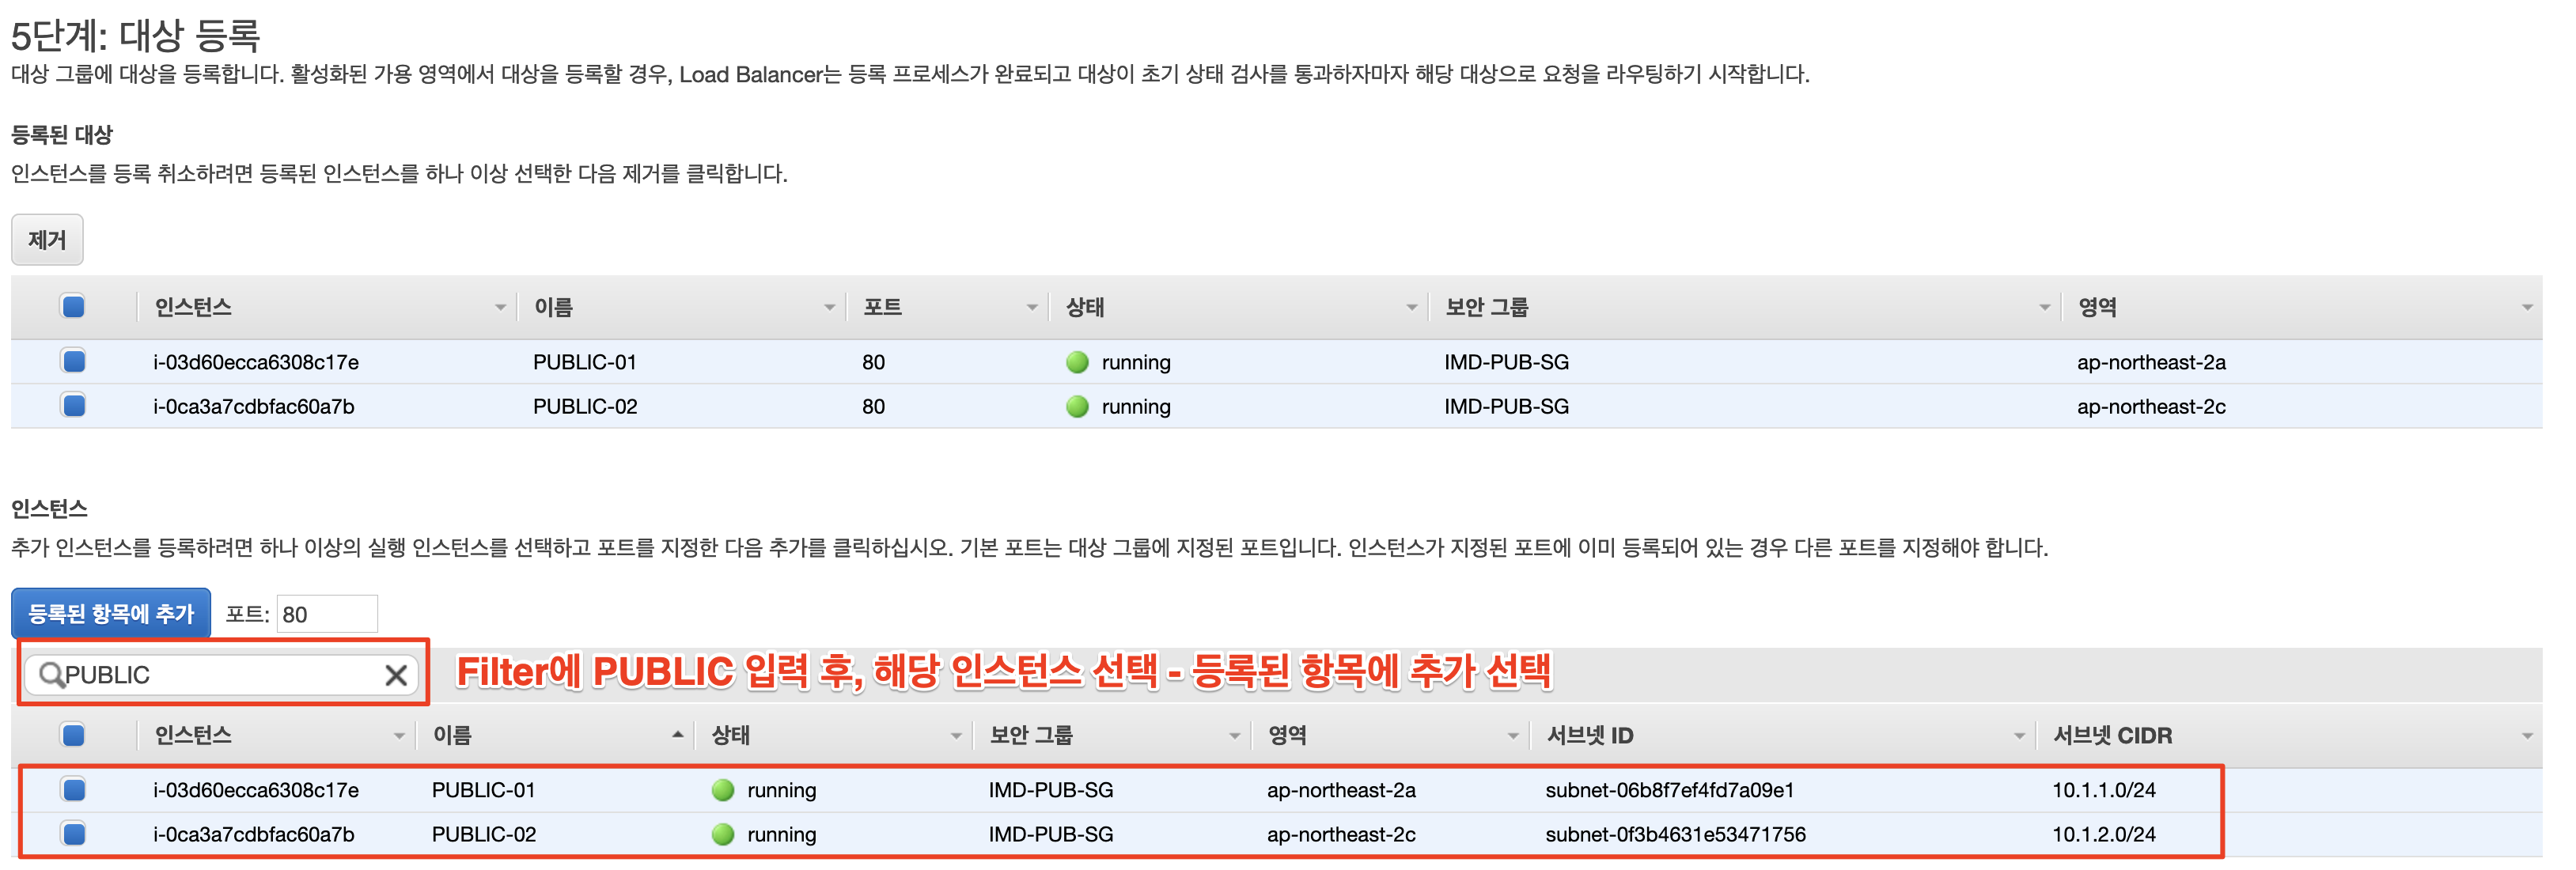 5단계: 대상 등록
대상 그룹에 대상을 등록합니다. 활성화된 가용 영역에서 대상을 등록할 경우, Load Balancer는 등록 프로세스가 완료되고 대상이 초기 상태 검사를 통과하자마자 해당 대상으로 요청을 라우팅하기 시작합니다.
등록된 대상
인스턴스를 등록 취소하려면 등록된 인스턴스를 하나 이상 선택한 다음 제거를 클릭합니다.
제거
인스턴스 이름 포트 상태 보안 그룹 영역
i-03d60ecca6308c17e PUBLIC-01 80 running IMD-PUB-SG ap-northeast-2a
i-0ca3a7cdbfac60a7b PUBLIC-02 80 running IMD-PUB-SG ap-northeast-2c
인스턴스
추가 인스턴스를 등록하려면 하나 이상의 실행 인스턴스를 선택하고 포트를 지정한 다음 추가를 클릭하십시오. 기본 포트는 대상 그룹에 지정된 포트입니다. 인스턴스가 지정된 포트에 이미 등록되어 있는 경우 다른 포트를 지정해야 합니다.
등록된 항목에 추가 포트: 80
PUBLIC Filter에 PUBLIC 입력 후, 해당 인스턴스 선택 - 등록된 항목에 추가 선택
인스턴스 이름 상태 보안 그룹 영역 서브넷 ID 서브넷 CIDR
i-03d60ecca6308c17e PUBLIC-01 running IMD-PUB-SG ap-northeast-2a subnet-06b8f7ef4fd7a09e1 10.1.1.0/24
i-0ca3a7cdbfac60a7b PUBLIC-02 running IMD-PUB-SG ap-northeast-2c subnet-0f3b4631e53471756 10.1.2.0/24